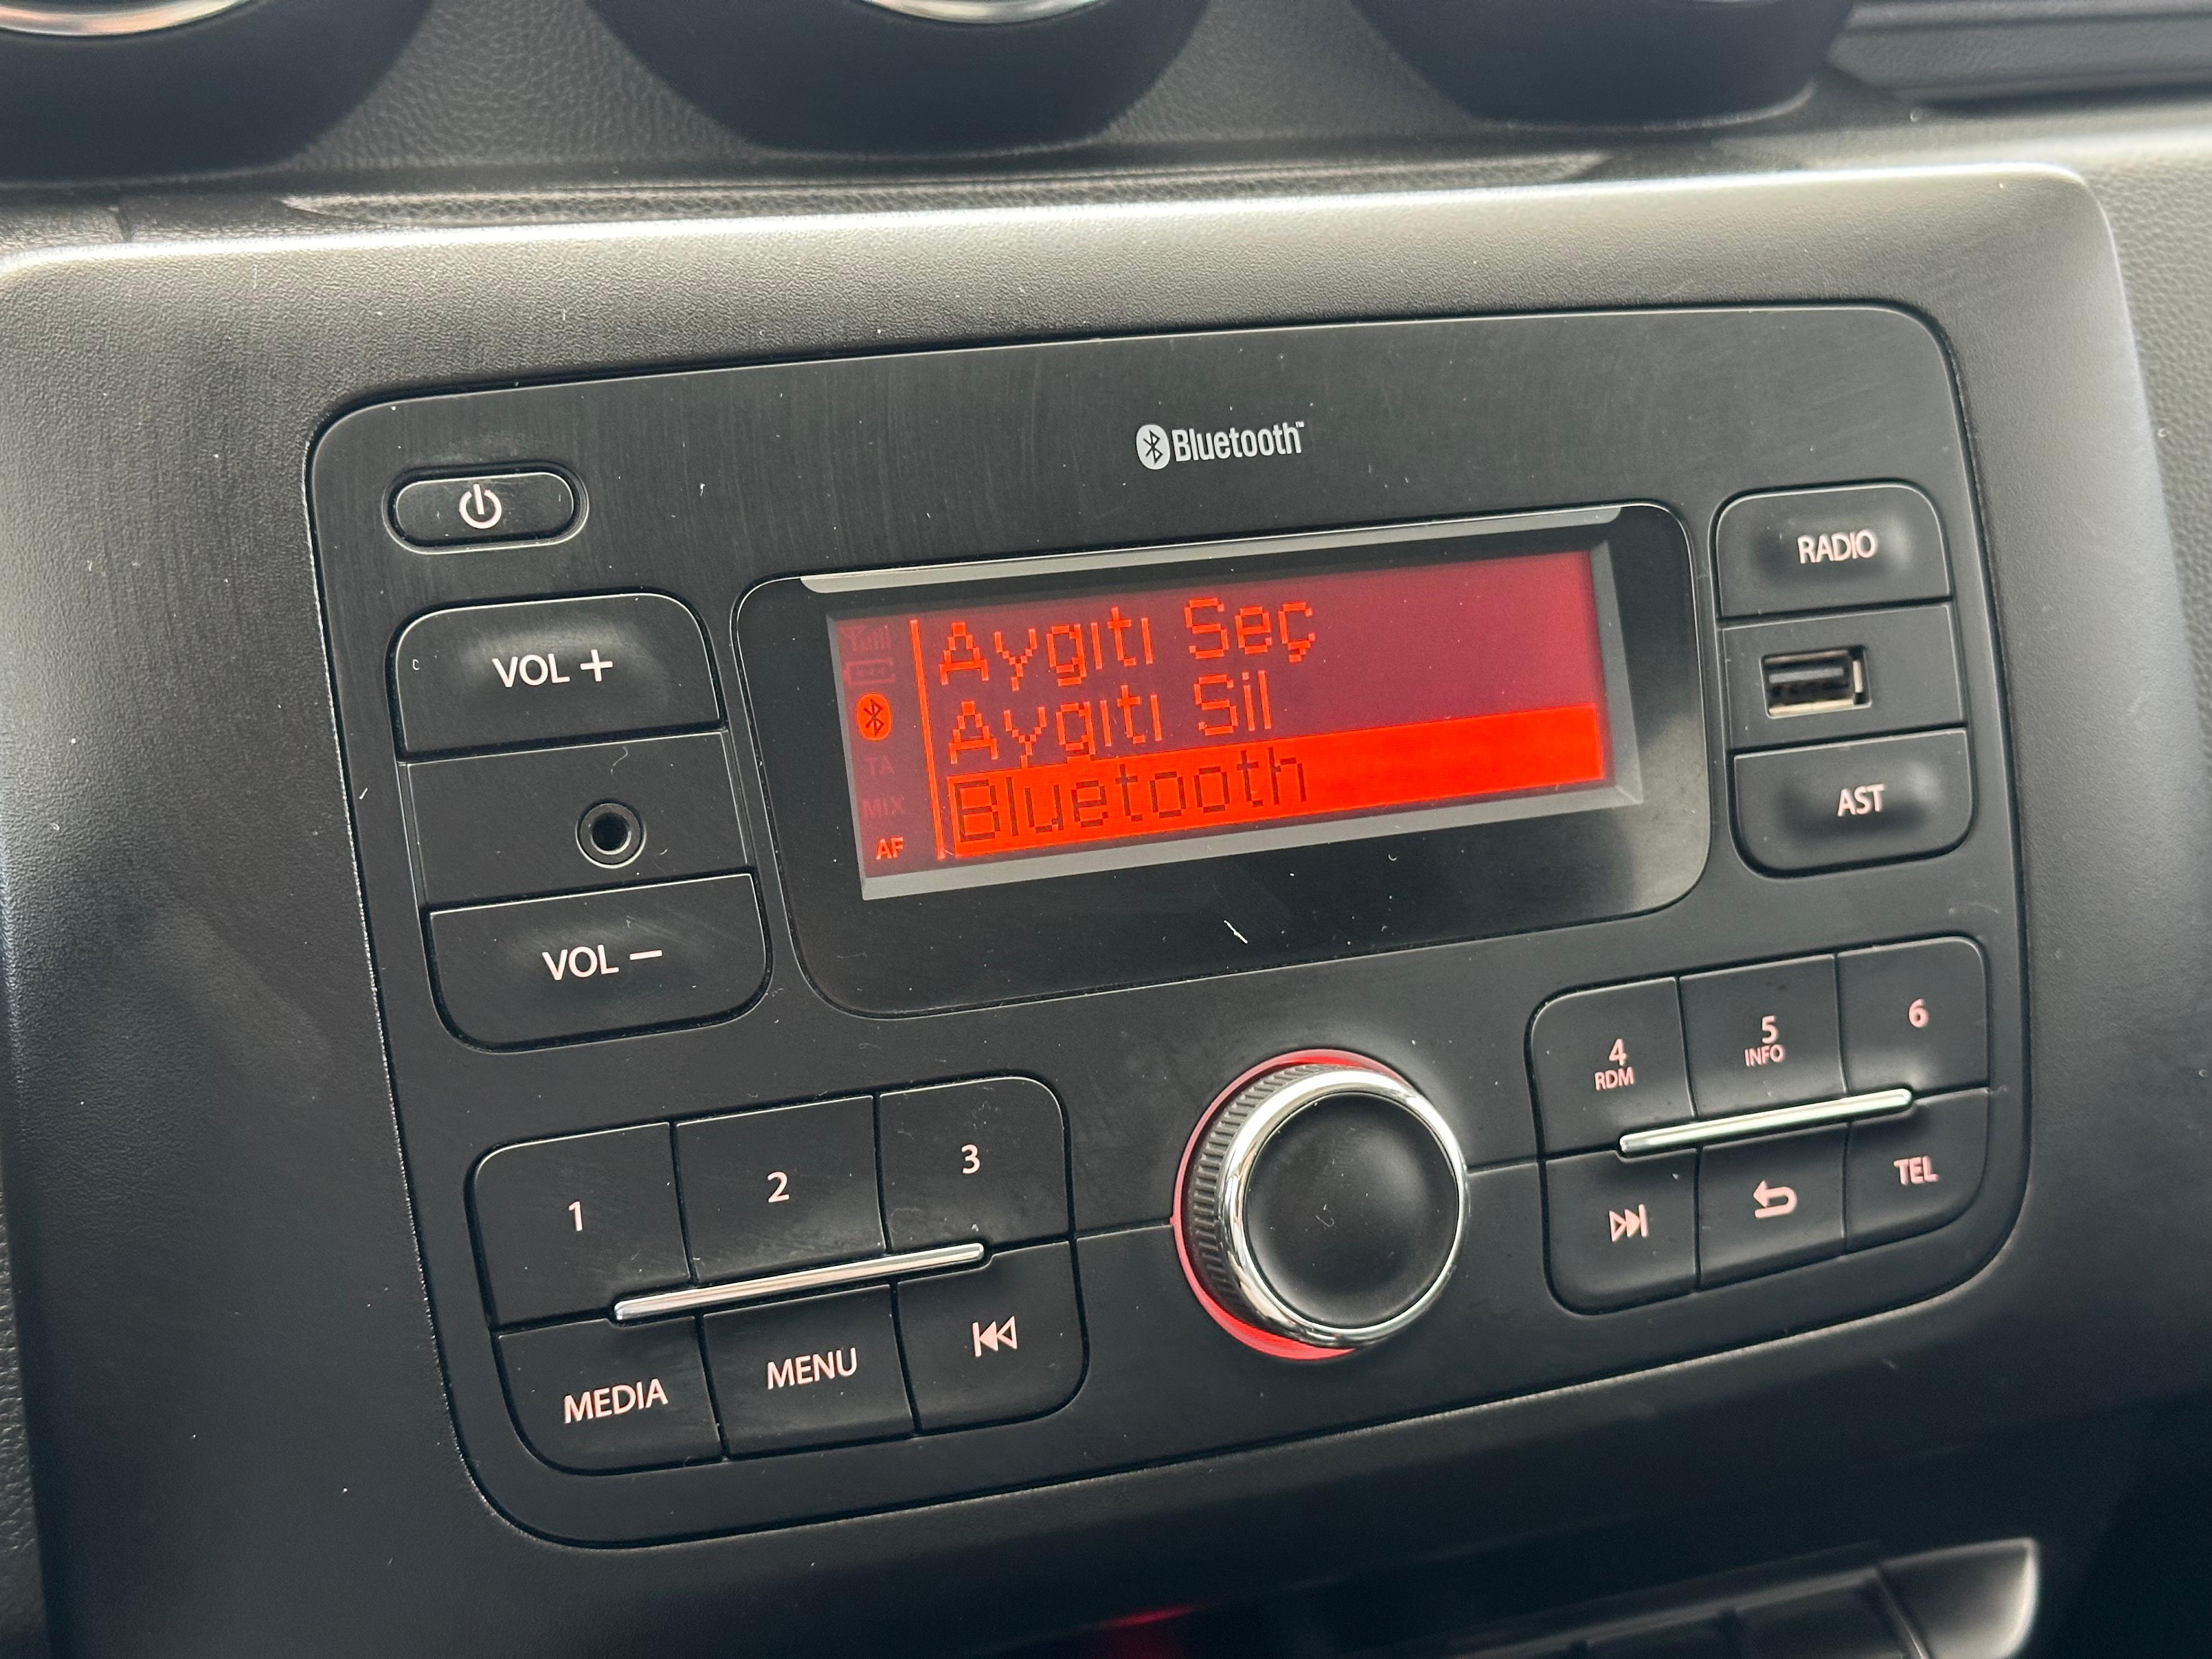 Bluetooth™
VOL +
VOL −
Aygıtı Seç
Aygıtı Sil
Bluetooth
TA
MIX
AF
RADIO
AST
1
2
3
MEDIA
MENU
4
RDM
5
INFO
6
TEL